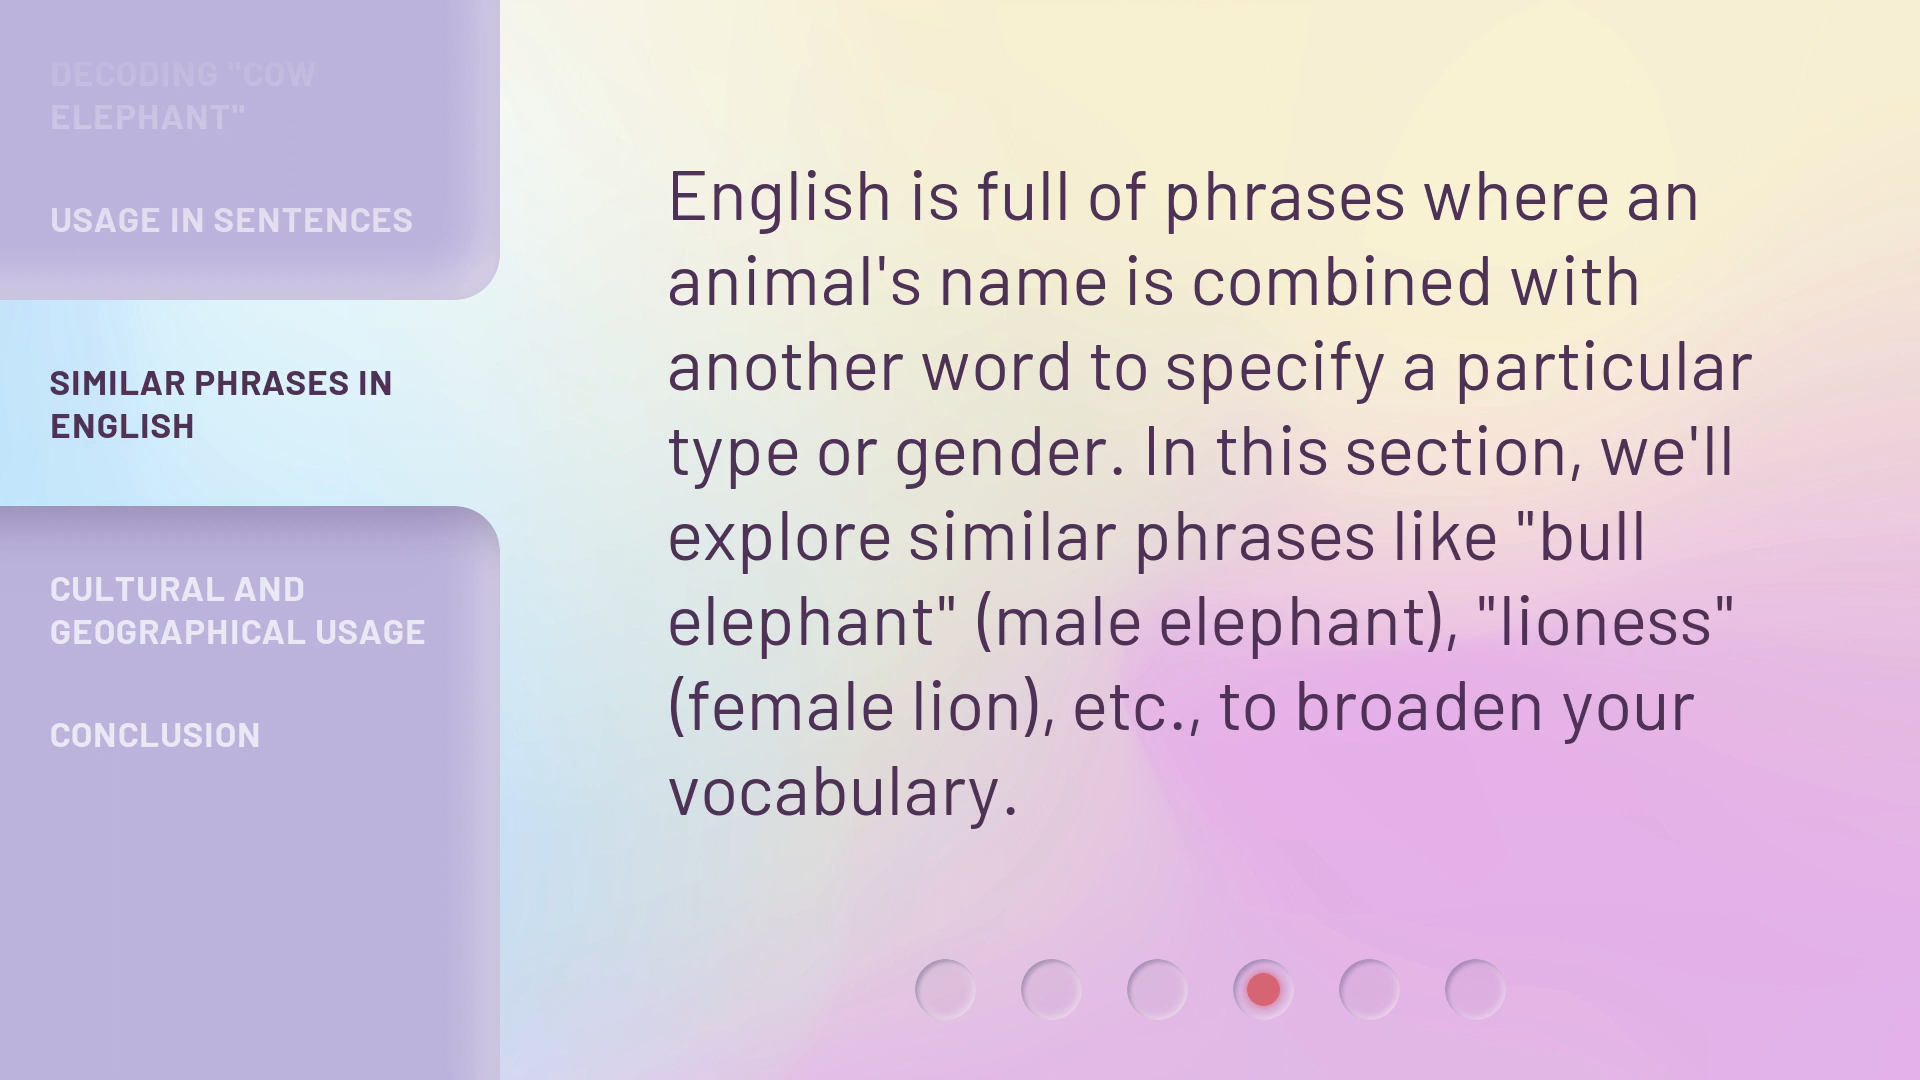 DECODING "COW
ELEPHANT"
USAGE IN SENTENCES
SIMILAR PHRASES IN
ENGLISH
CULTURAL AND
GEOGRAPHICAL USAGE
CONCLUSION
English is full of phrases where an
animal's name is combined with
another word to specify a particular
type or gender. In this section, we'll
explore similar phrases like "bull
elephant" (male elephant), "lioness"
(female lion), etc., to broaden your
vocabulary.